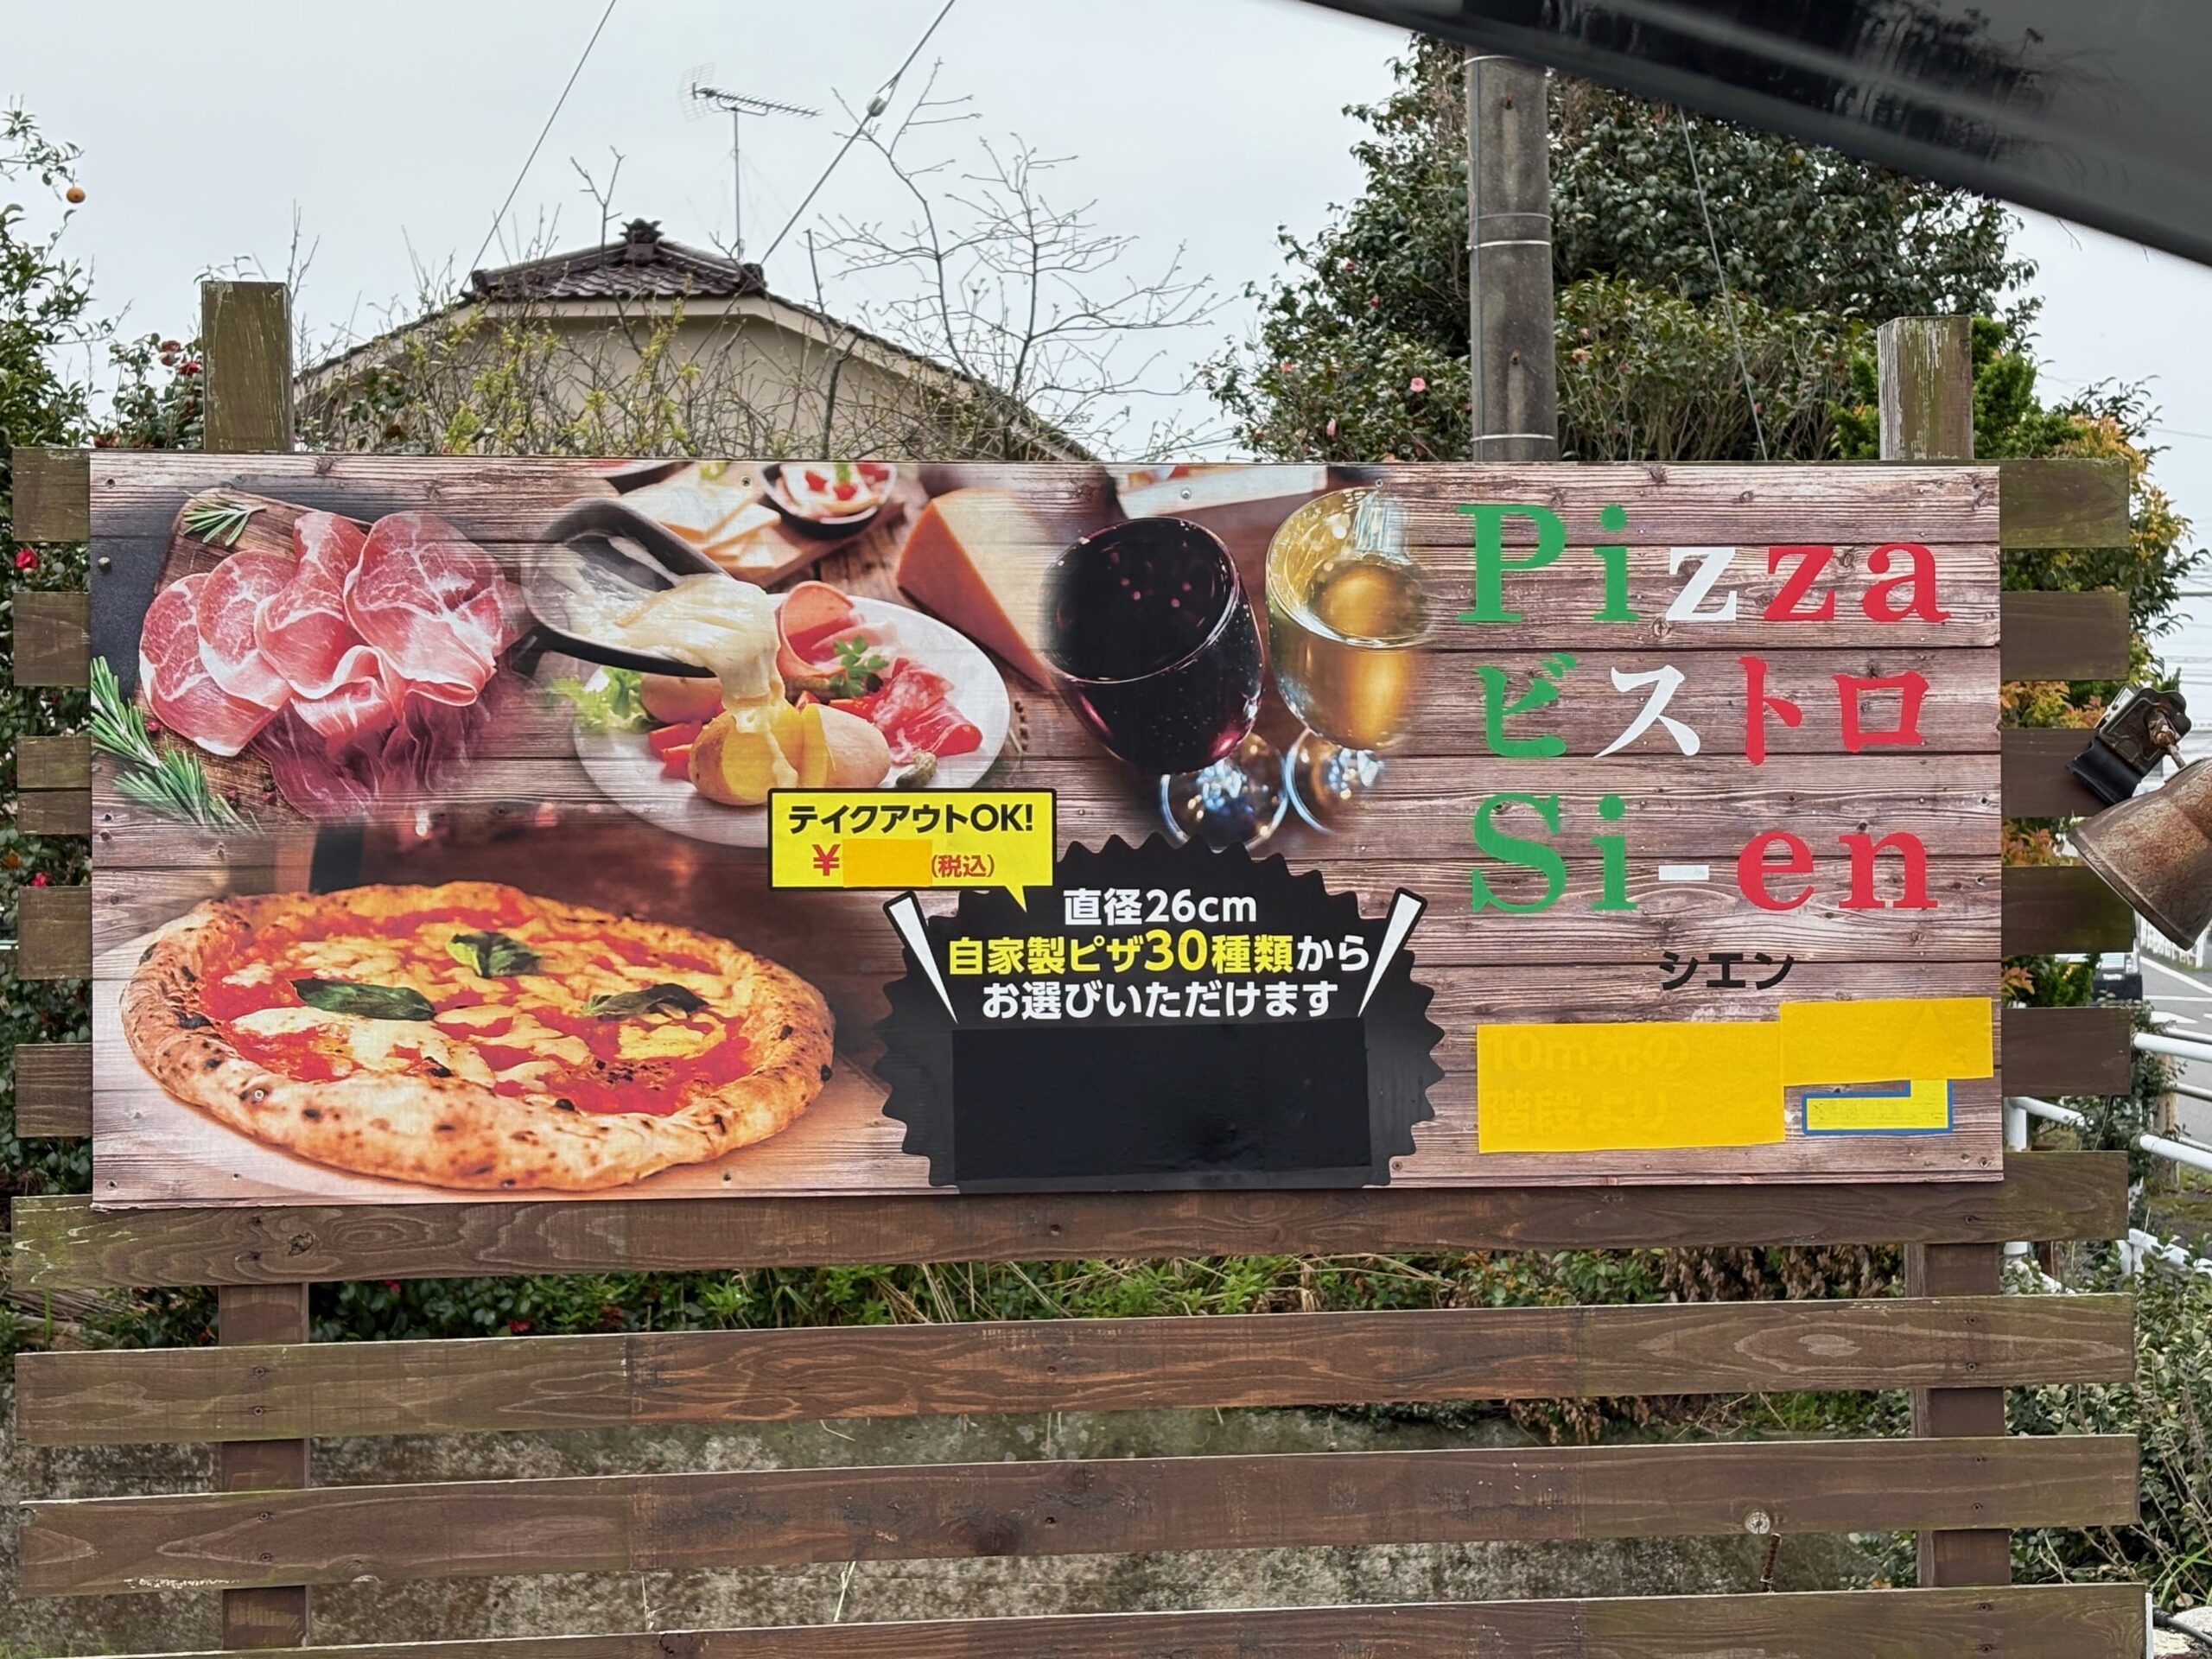 Pizza
ビストロ
Si-en
シエン
テイクアウトOK!
¥ (税込)
直径26cm
自家製ピザ30種類から
お選びいただけます
10m先の
階段より